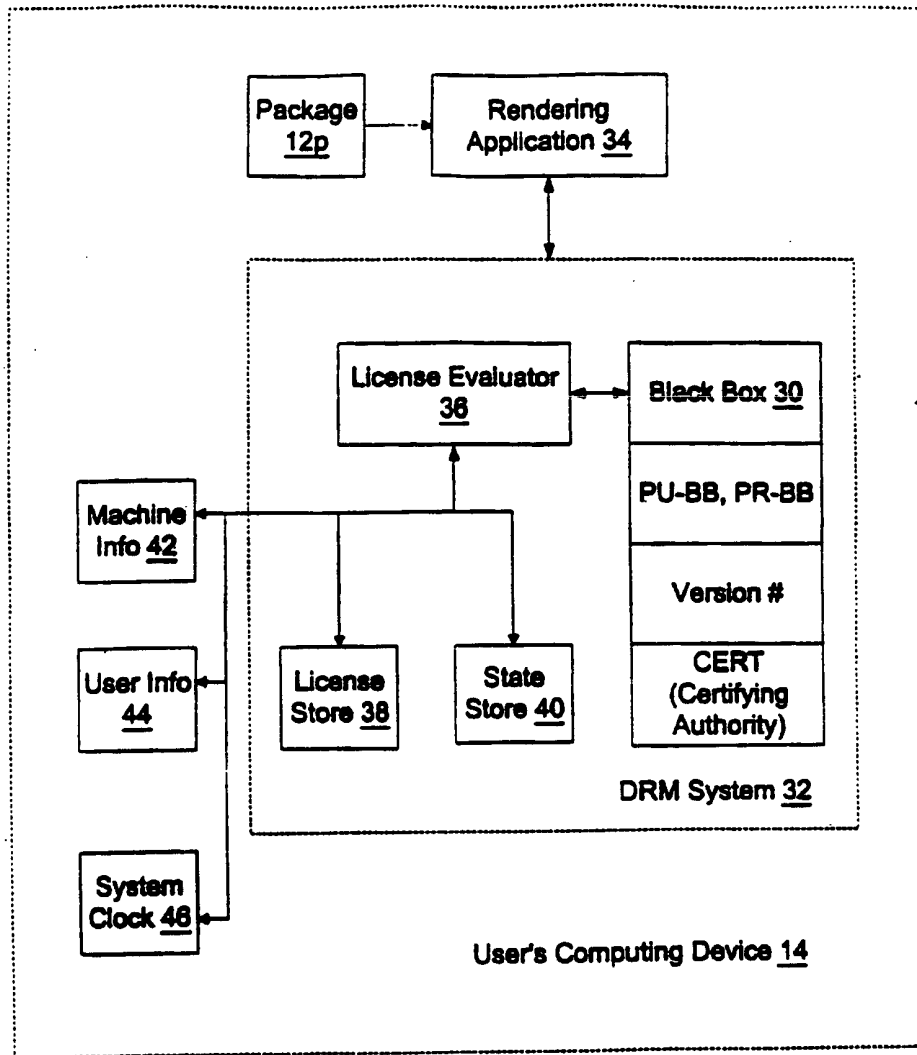 Package
12p
Rendering
Application 34
License Evaluator
36
Black Box 30
PU-BB, PR-BB
Version #
CERT
(Certifying
Authority)
Machine
Info 42
User Info
44
License
Store 38
State
Store 40
DRM System 32
System
Clock 46
User's Computing Device 14